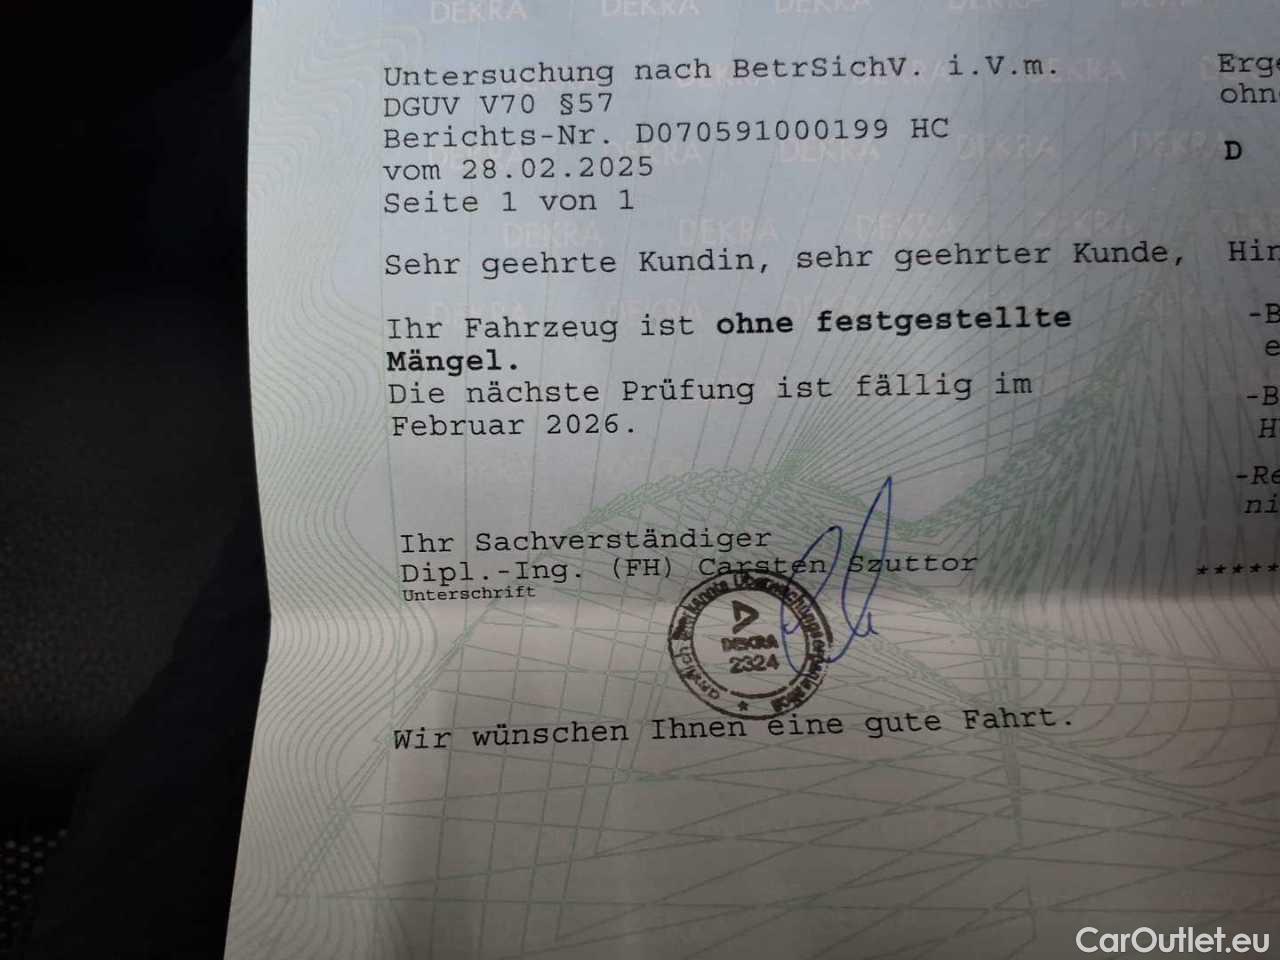 Untersuchung nach BetrSichV. i.V.m.
DGUV V70 §57
Berichts-Nr. D070591000199 HC
vom 28.02.2025
Seite 1 von 1
Sehr geehrte Kundin, sehr geehrter Kunde,
Ihr Fahrzeug ist ohne festgestellte
Mängel.
Die nächste Prüfung ist fällig im
Februar 2026.
Ihr Sachverständiger
Dipl.-Ing. (FH) Carsten Szuttor
Unterschrift
DEKRA
2324
Wir wünschen Ihnen eine gute Fahrt.
D
*****
CarOutlet.eu